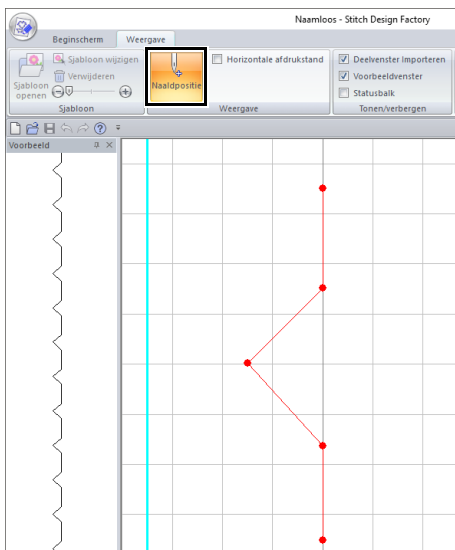 Naamloos - Stitch Design Factory
Beginscherm Weergave
Sjabloon openen
Sjabloon wijzigen
Verwijderen
Sjabloon
Naaldpositie
Horizontale afdrukstand
Weergave
Deelvenster importeren
Voorbeeldvenster
Statusbalk
Tonen/verbergen
Voorbeeld